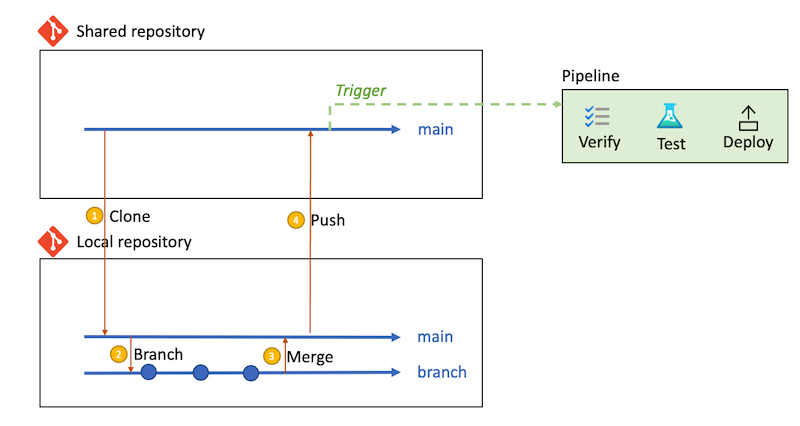 Shared repository
Trigger
Pipeline
main
Verify
Test
Deploy
1 Clone
4 Push
Local repository
main
2 Branch
3 Merge
branch